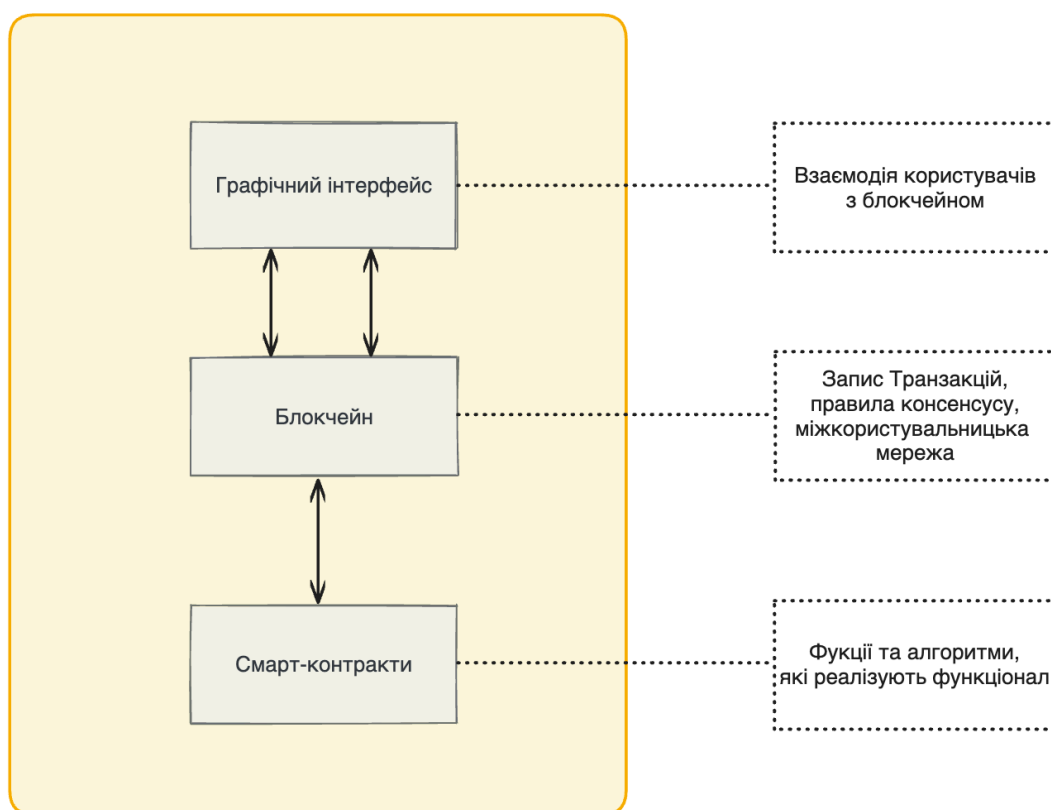 Графічний інтерфейс
Взаємодія користувачів
з блокчейном
Блокчейн
Запис Транзакцій,
правила консенсусу,
міжкористувальницька
мережа
Смарт-контракти
Фукції та алгоритми,
які реалізують функціонал